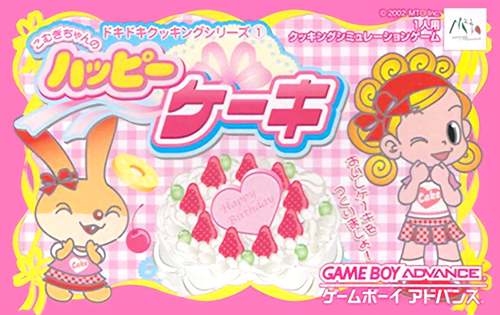 ドキドキクッキングシリーズ①
© 2002 MTO Inc.
1人用
クッキングシミュレーションゲーム
こむぎちゃんの
ハッピー
ケーキ
おいしいケーキを
つくりましょ!
Happy
Birthday
Cake
Cake
GAME BOY ADVANCE
ゲームボーイ アドバンス